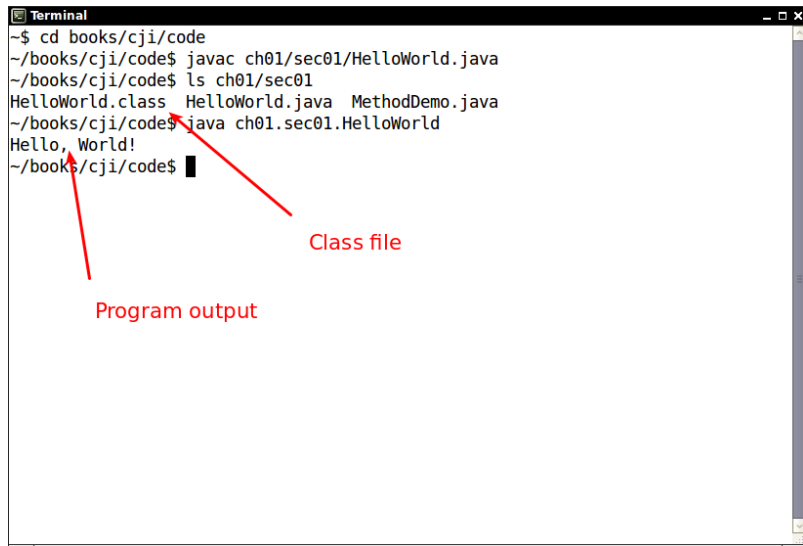 Terminal
~$ cd books/cji/code
~/books/cji/code$ javac ch01/sec01/HelloWorld.java
~/books/cji/code$ ls ch01/sec01
HelloWorld.class  HelloWorld.java  MethodDemo.java
~/books/cji/code$ java ch01.sec01.HelloWorld
Hello, World!
~/books/cji/code$
Class file
Program output